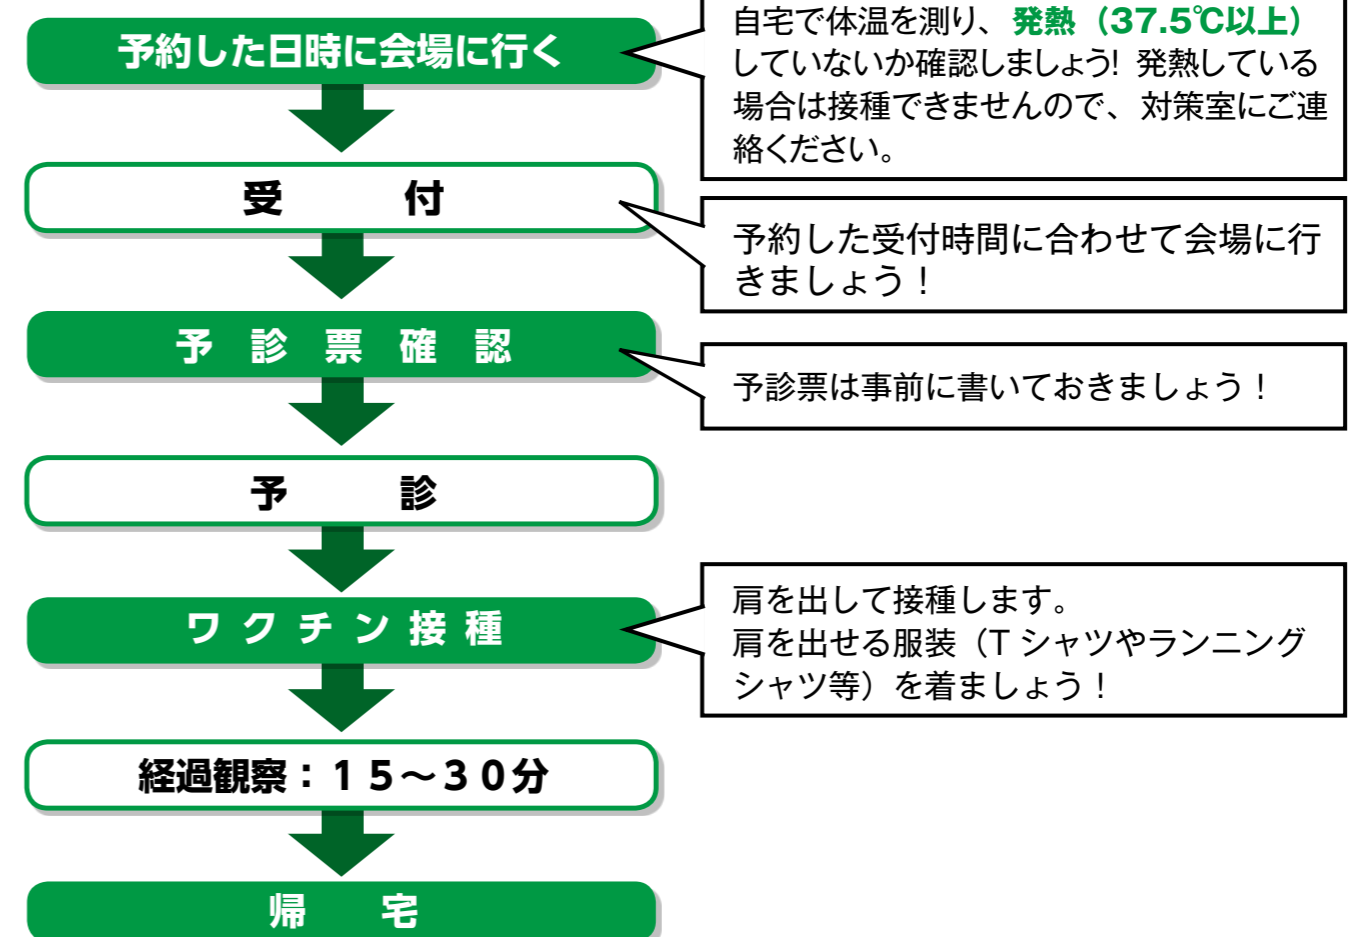 予約した日時に会場に行く
自宅で体温を測り、発熱（37.5℃以上）
していないか確認しましょう! 発熱している
場合は接種できませんので、対策室にご連
絡ください。
受　付
予約した受付時間に合わせて会場に行
きましょう！
予診票確認
予診票は事前に書いておきましょう！
予　診
ワクチン接種
肩を出して接種します。
肩を出せる服装（T シャツやランニング
シャツ等）を着ましょう！
経過観察：１５～３０分
帰　宅